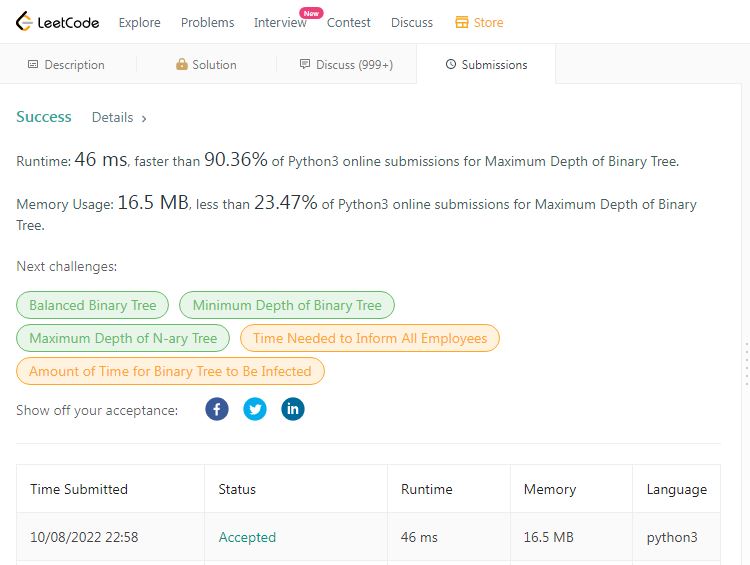 LeetCode Explore Problems Interview New Contest Discuss Store
Description Solution Discuss (999+) Submissions
Success Details
Runtime: 46 ms, faster than 90.36% of Python3 online submissions for Maximum Depth of Binary Tree.
Memory Usage: 16.5 MB, less than 23.47% of Python3 online submissions for Maximum Depth of Binary
Tree.
Next challenges:
Balanced Binary Tree Minimum Depth of Binary Tree
Maximum Depth of N-ary Tree Time Needed to Inform All Employees
Amount of Time for Binary Tree to Be Infected
Show off your acceptance:
Time Submitted Status Runtime Memory Language
10/08/2022 22:58 Accepted 46 ms 16.5 MB python3